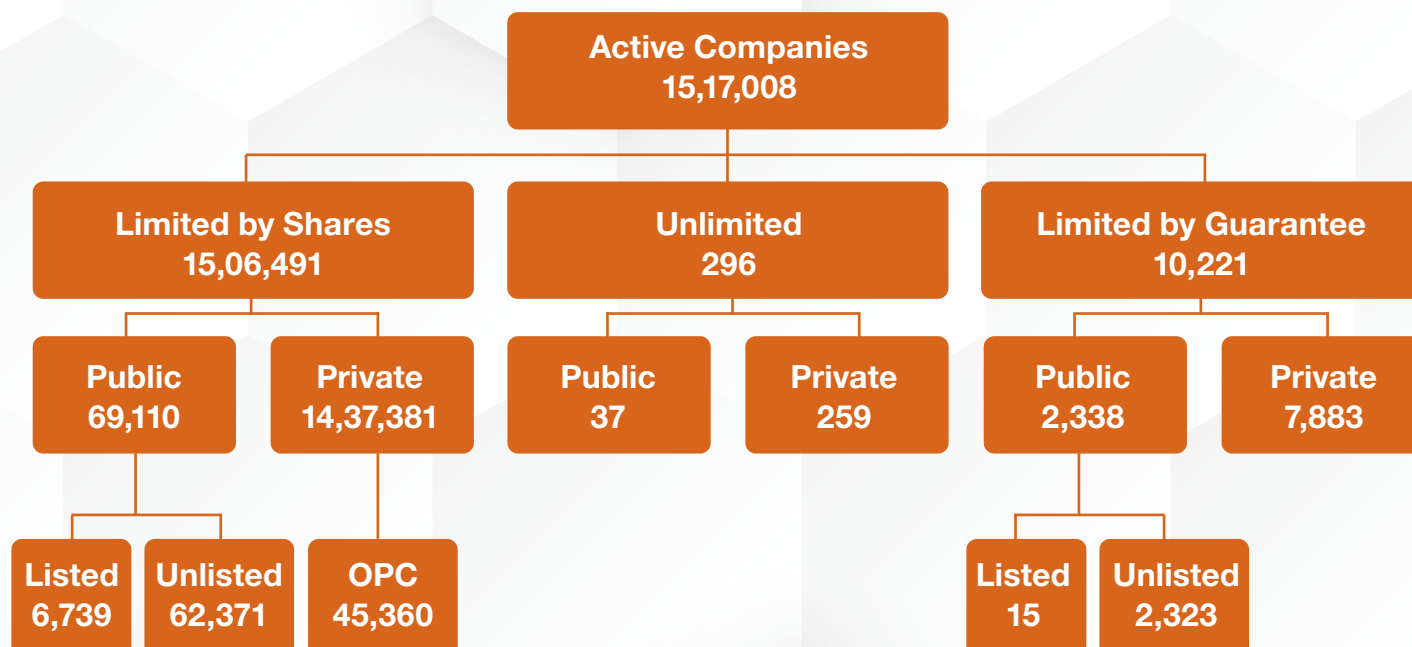 Active Companies
15,17,008
Limited by Shares
15,06,491
Unlimited
296
Limited by Guarantee
10,221
Public
69,110
Private
14,37,381
Public
37
Private
259
Public
2,338
Private
7,883
Listed
6,739
Unlisted
62,371
OPC
45,360
Listed
15
Unlisted
2,323